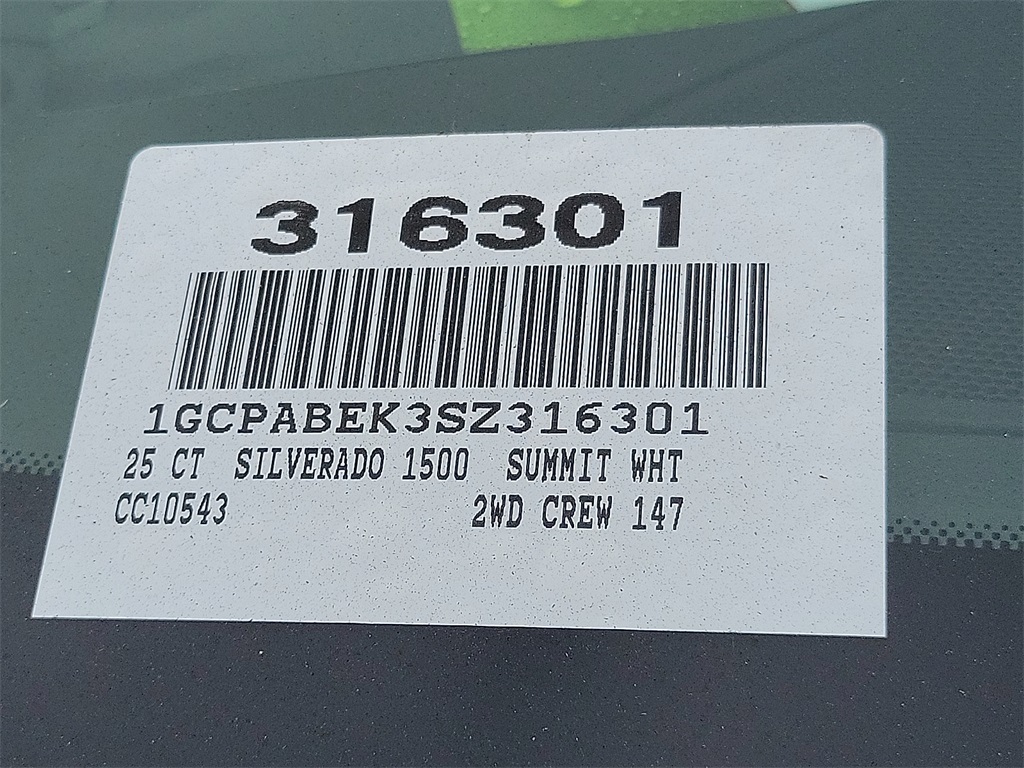 316301
1GCPABEK3SZ316301
25 CT SILVERADO 1500 SUMMIT WHT
CC10543 2WD CREW 147